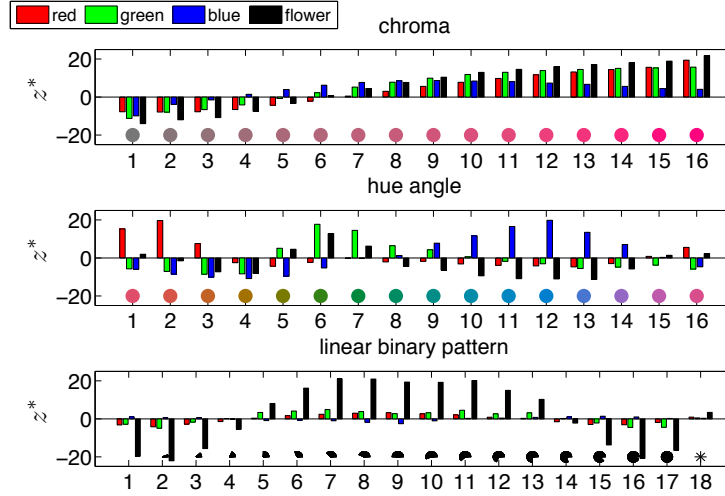 red green blue flower
chroma
z*
20
0
−20
1 2 3 4 5 6 7 8 9 10 11 12 13 14 15 16
hue angle
z*
20
0
−20
1 2 3 4 5 6 7 8 9 10 11 12 13 14 15 16
linear binary pattern
z*
20
0
−20
1 2 3 4 5 6 7 8 9 10 11 12 13 14 15 16 17 18